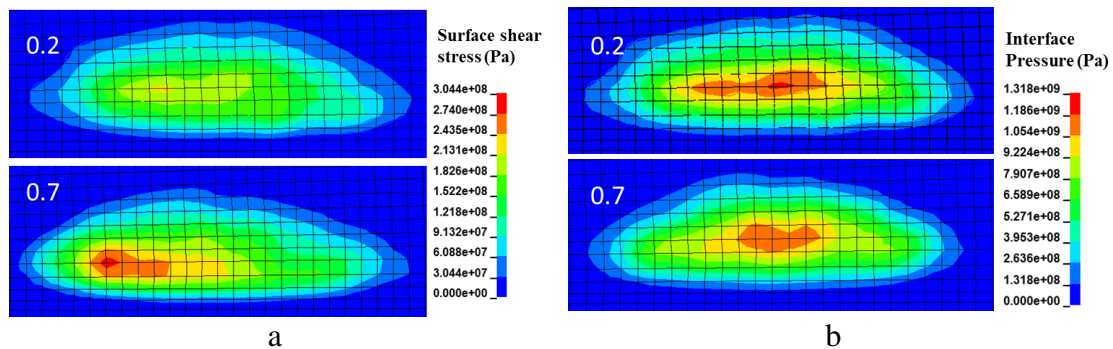 0.2
0.7
Surface shear
stress (Pa)
3.044e+08
2.740e+08
2.435e+08
2.131e+08
1.826e+08
1.522e+08
1.218e+08
9.132e+07
6.088e+07
3.044e+07
0.000e+00
a
0.2
0.7
Interface
Pressure (Pa)
1.318e+09
1.186e+09
1.054e+09
9.224e+08
7.907e+08
6.589e+08
5.271e+08
3.953e+08
2.636e+08
1.318e+08
0.000e+00
b